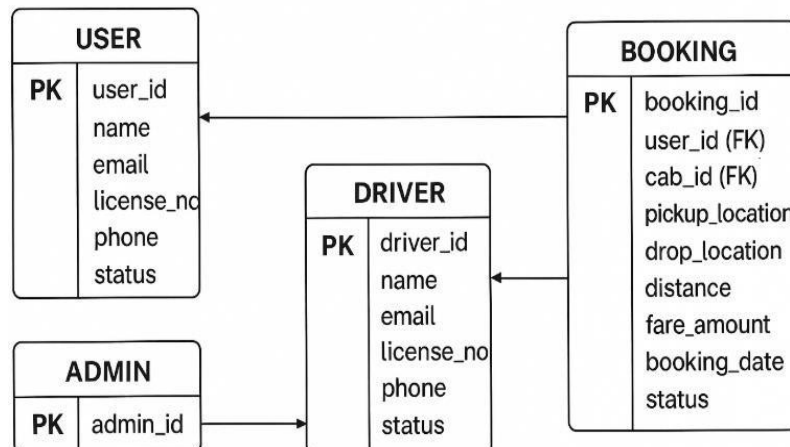 USER
PK user_id
name
email
license_no
phone
status
ADMIN
PK admin_id
DRIVER
PK driver_id
name
email
license_no
phone
status
BOOKING
PK booking_id
user_id (FK)
cab_id (FK)
pickup_location
drop_location
distance
fare_amount
booking_date
status